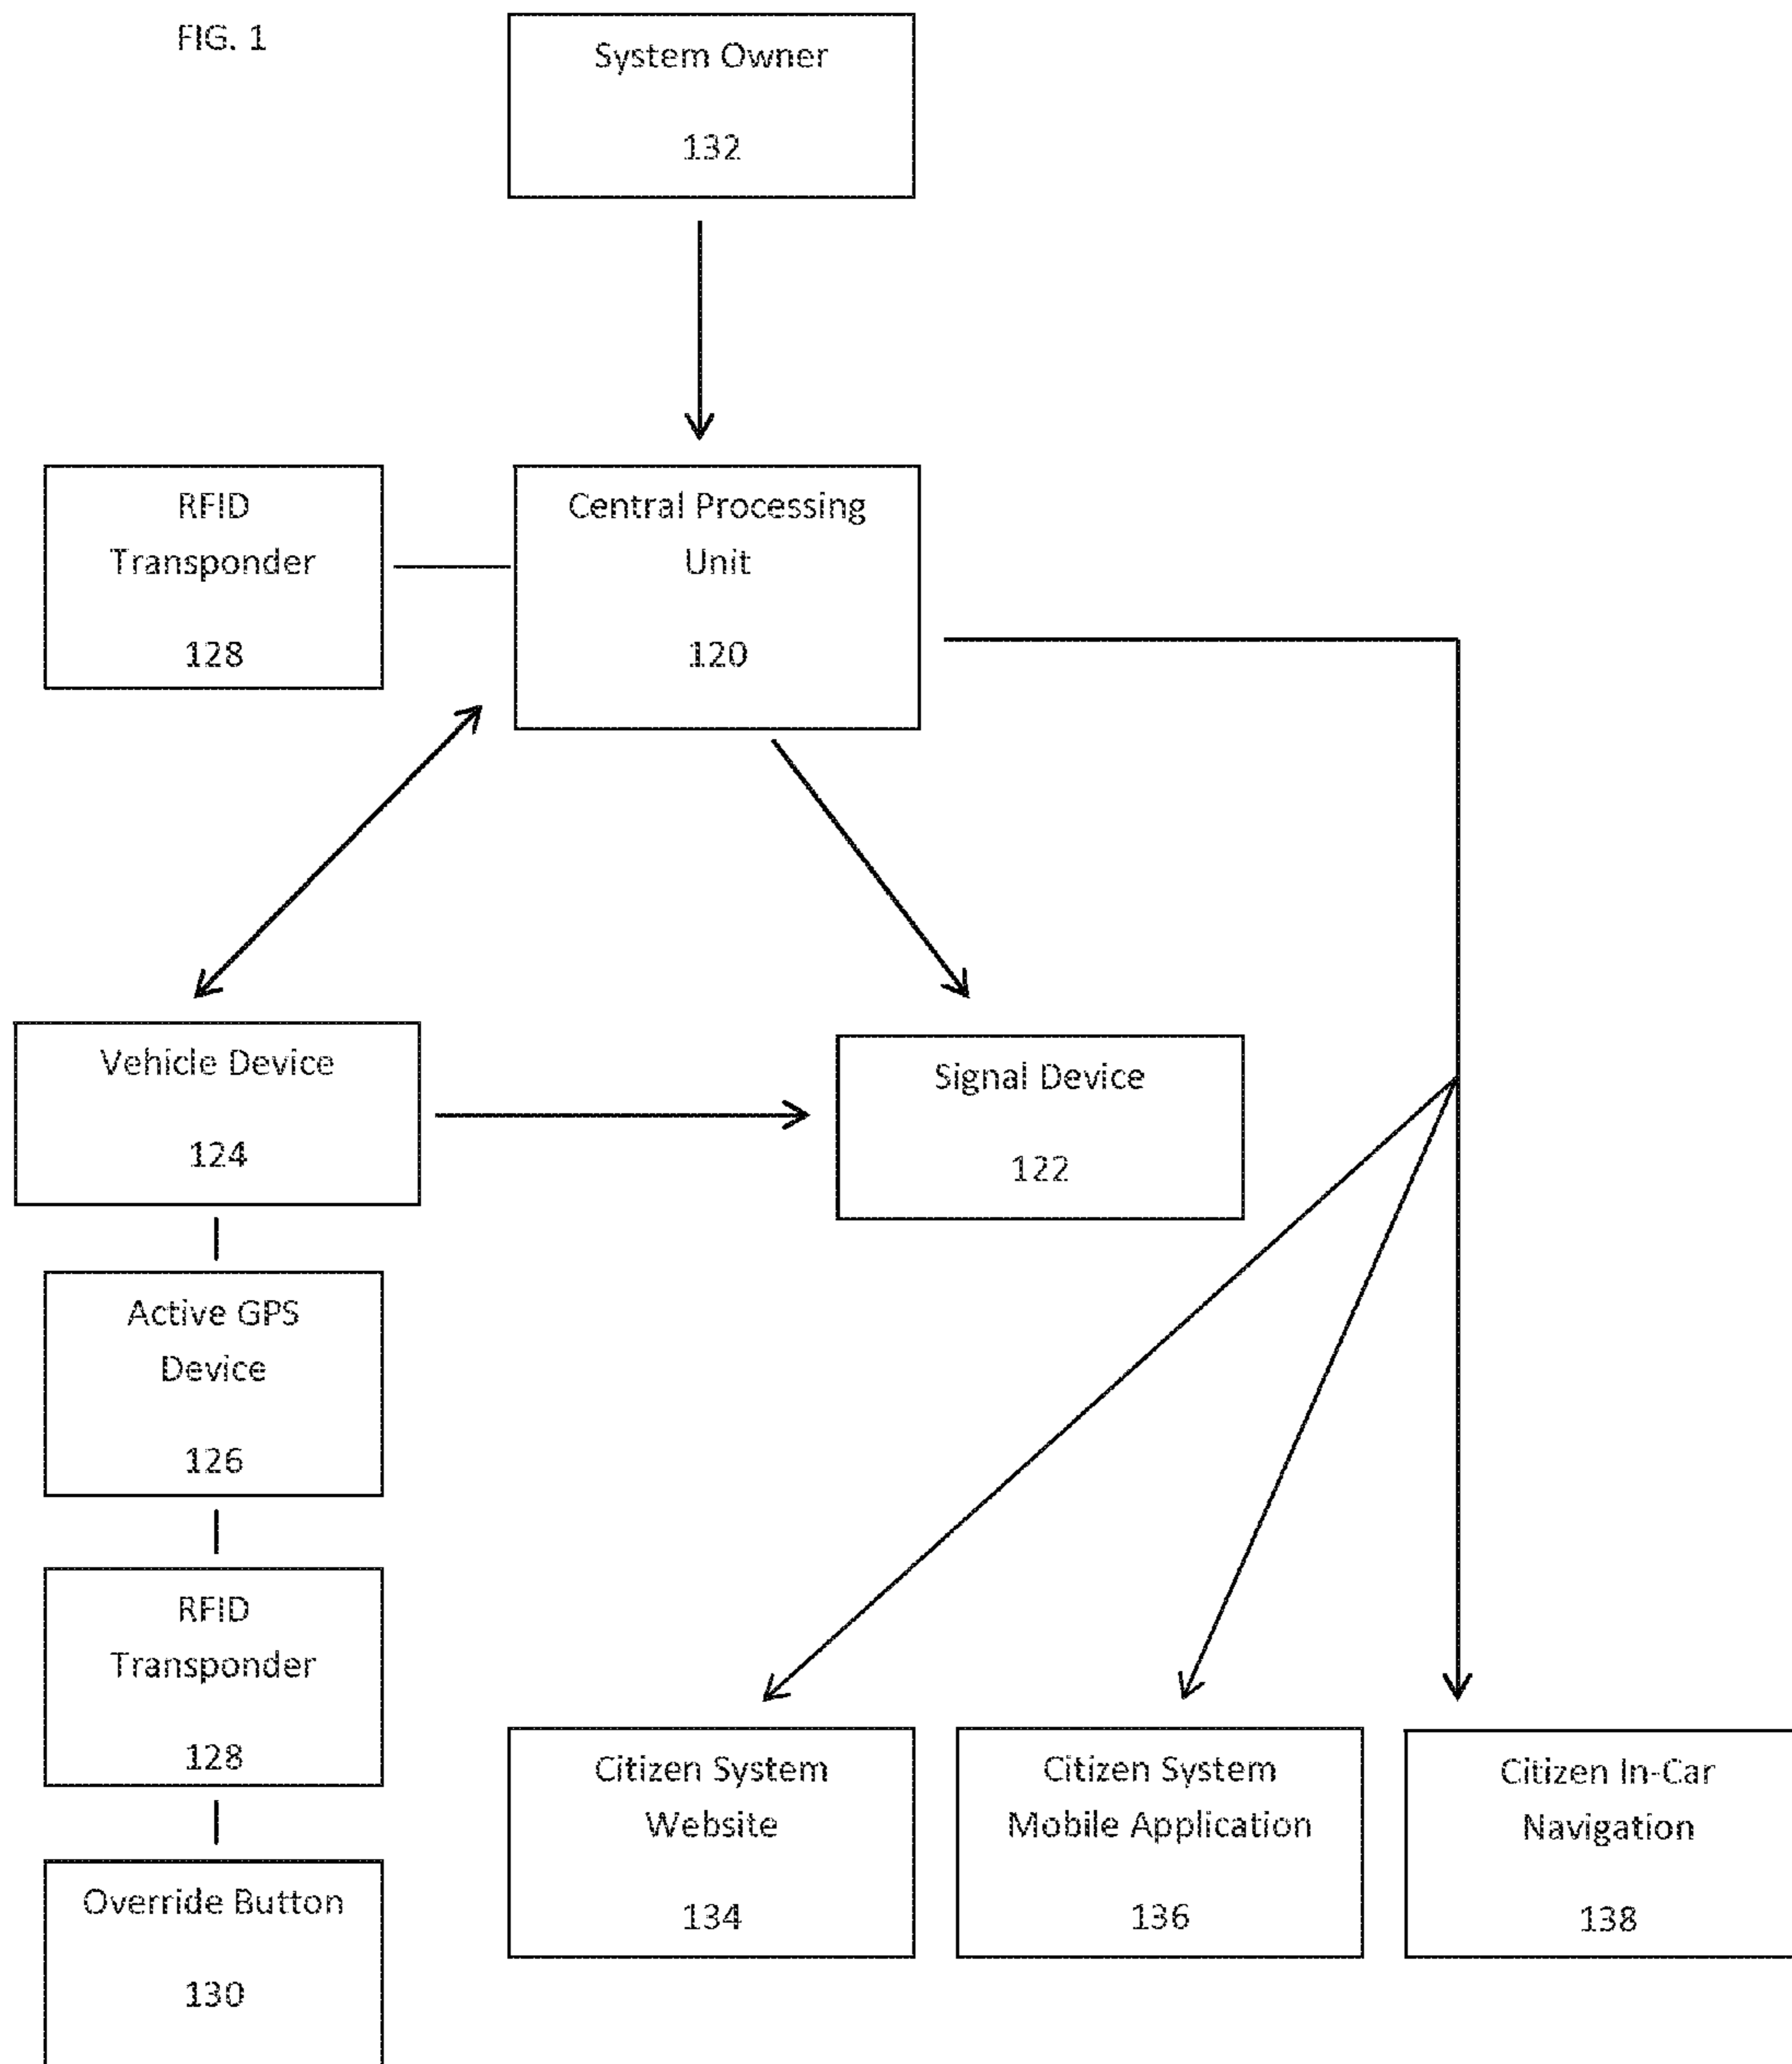 FIG. 1
System Owner
132
RFID
Transponder
128
Central Processing
Unit
120
Vehicle Device
124
Signal Device
122
Active GPS
Device
126
RFID
Transponder
128
Override Button
130
Citizen System
Website
134
Citizen System
Mobile Application
136
Citizen In-Car
Navigation
138